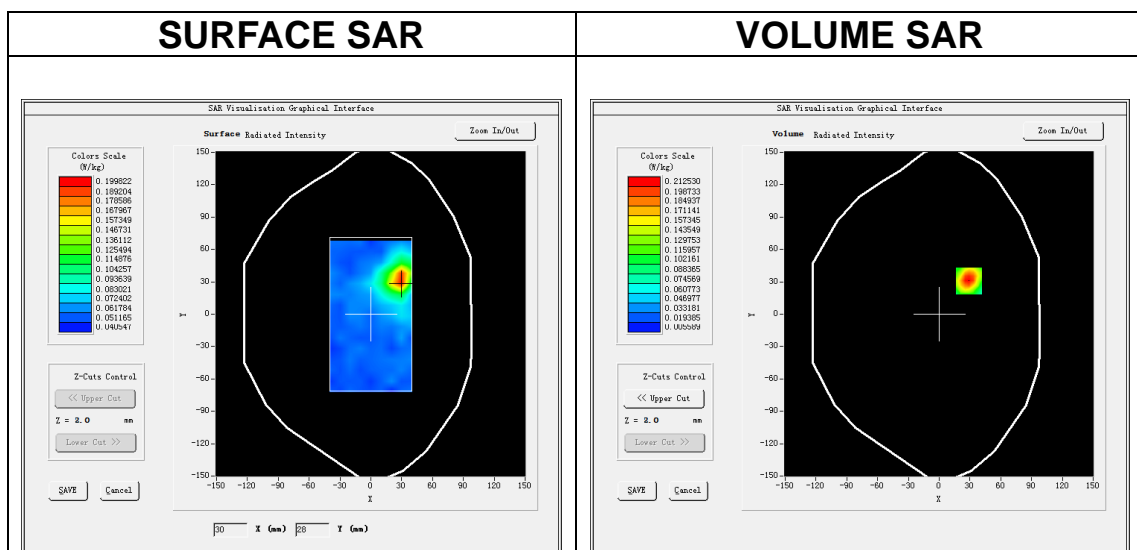 SURFACE SAR
VOLUME SAR
SAR Visualisation Graphical Interface
Surface Radiated Intensity
Zoom In/Out
Colors Scale
(W/kg)
0.199822
0.189204
0.178586
0.167967
0.157349
0.146731
0.136112
0.125494
0.114876
0.104257
0.093639
0.083021
0.072402
0.061784
0.051165
0.040547
150
120
90
60
30
0
-30
-60
-90
-120
-150
Y
-150 -120 -90 -60 -30 0 30 60 90 120 150
X
Z-Cuts Control
<< Upper Cut
Z = 2.0 mm
Lower Cut >>
SAVE
Cancel
30 X (mm) 28 Y (mm)
SAR Visualisation Graphical Interface
Volume Radiated Intensity
Zoom In/Out
Colors Scale
(W/kg)
0.212530
0.198733
0.184937
0.171141
0.157345
0.143549
0.129753
0.115957
0.102161
0.088365
0.074569
0.060773
0.046977
0.033181
0.019385
0.005589
150
120
90
60
30
0
-30
-60
-90
-120
-150
Y
-150 -120 -90 -60 -30 0 30 60 90 120 150
X
Z-Cuts Control
<< Upper Cut
Z = 2.0 mm
Lower Cut >>
SAVE
Cancel